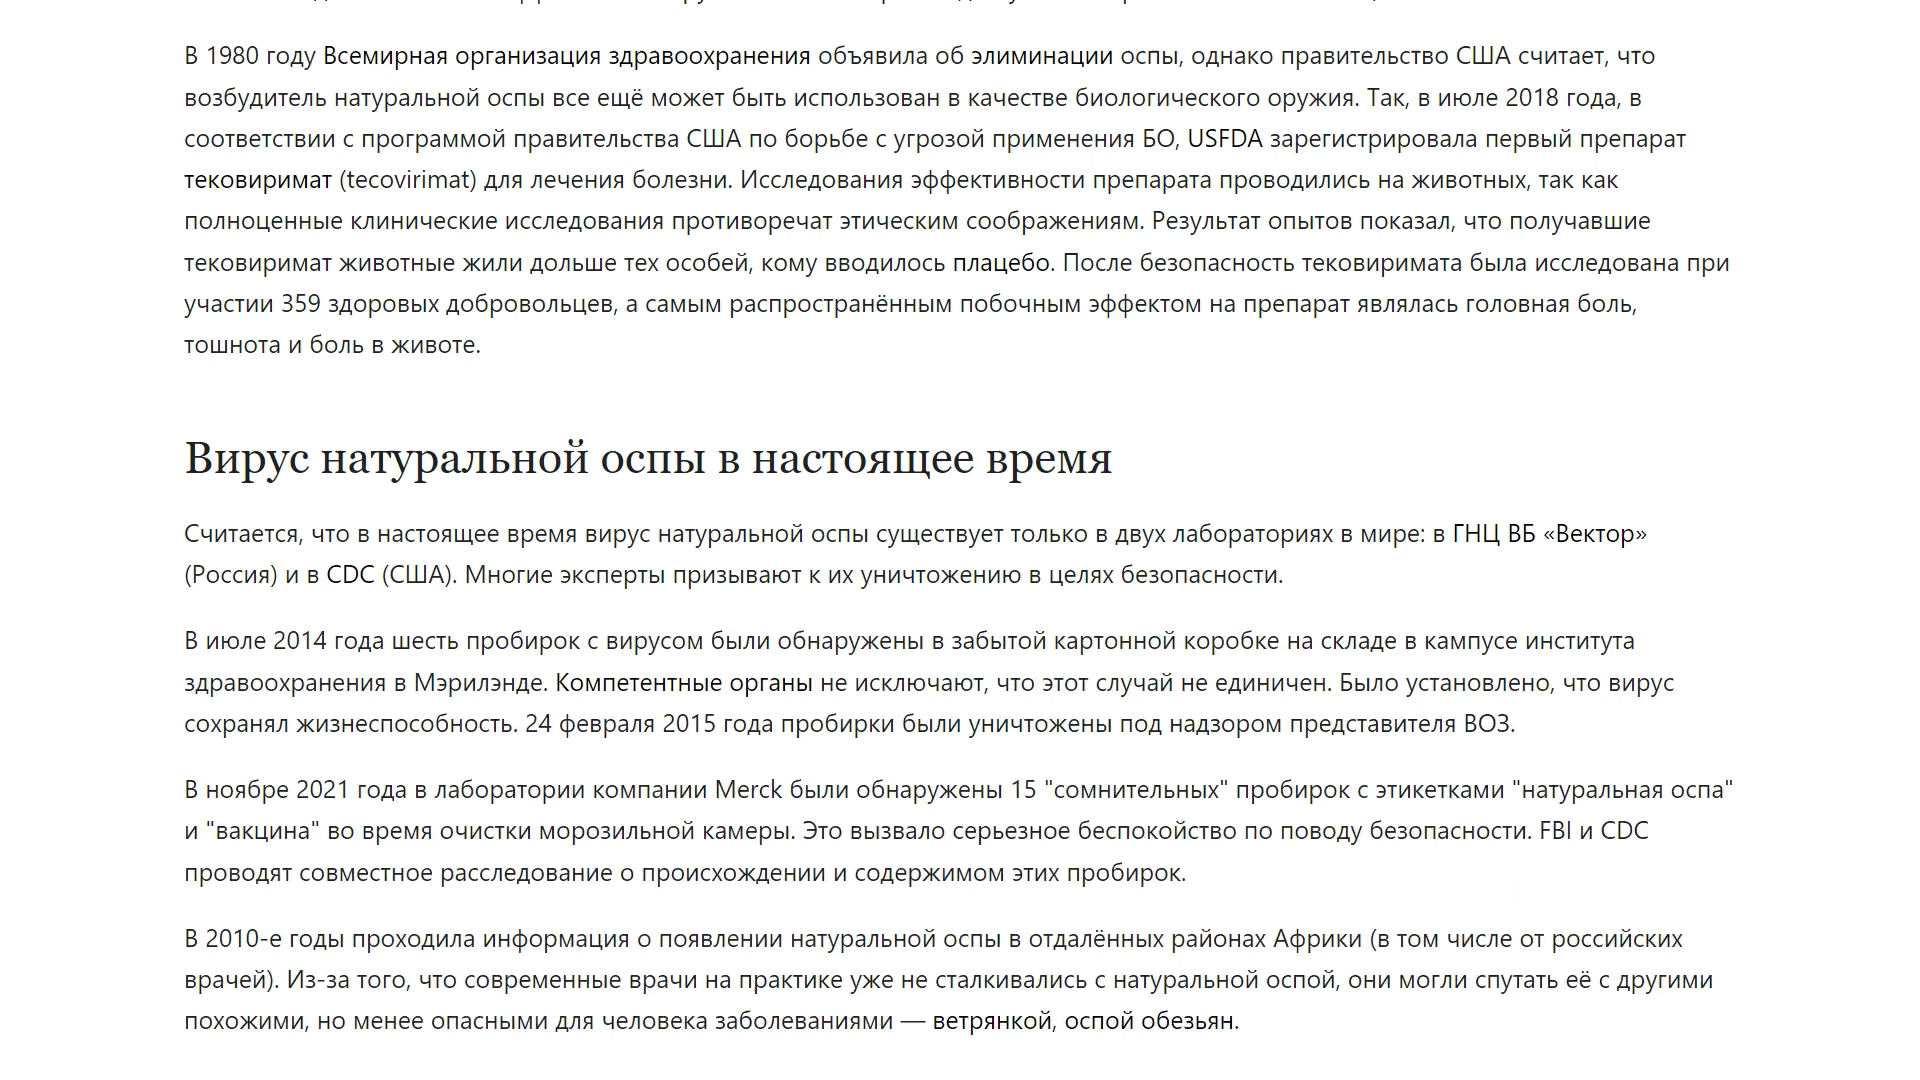 В 1980 году Всемирная организация здравоохранения объявила об элиминации оспы, однако правительство США считает, что
возбудитель натуральной оспы все ещё может быть использован в качестве биологического оружия. Так, в июле 2018 года, в
соответствии с программой правительства США по борьбе с угрозой применения БО, USFDA зарегистрировала первый препарат
тековиримат (tecovirimat) для лечения болезни. Исследования эффективности препарата проводились на животных, так как
полноценные клинические исследования противоречат этическим соображениям. Результат опытов показал, что получавшие
тековиримат животные жили дольше тех особей, кому вводилось плацебо. После безопасность тековиримата была исследована при
участии 359 здоровых добровольцев, а самым распространённым побочным эффектом на препарат являлась головная боль,
тошнота и боль в животе.
Вирус натуральной оспы в настоящее время
Считается, что в настоящее время вирус натуральной оспы существует только в двух лабораториях в мире: в ГНЦ ВБ «Вектор»
(Россия) и в CDC (США). Многие эксперты призывают к их уничтожению в целях безопасности.
В июле 2014 года шесть пробирок с вирусом были обнаружены в забытой картонной коробке на складе в кампусе института
здравоохранения в Мэрилэнде. Компетентные органы не исключают, что этот случай не единичен. Было установлено, что вирус
сохранял жизнеспособность. 24 февраля 2015 года пробирки были уничтожены под надзором представителя ВОЗ.
В ноябре 2021 года в лаборатории компании Merck были обнаружены 15 "сомнительных" пробирок с этикетками "натуральная оспа"
и "вакцина" во время очистки морозильной камеры. Это вызвало серьезное беспокойство по поводу безопасности. FBI и CDC
проводят совместное расследование о происхождении и содержимом этих пробирок.
В 2010-е годы проходила информация о появлении натуральной оспы в отдалённых районах Африки (в том числе от российских
врачей). Из-за того, что современные врачи на практике уже не сталкивались с натуральной оспой, они могли спутать её с другими
похожими, но менее опасными для человека заболеваниями — ветрянкой, оспой обезьян.